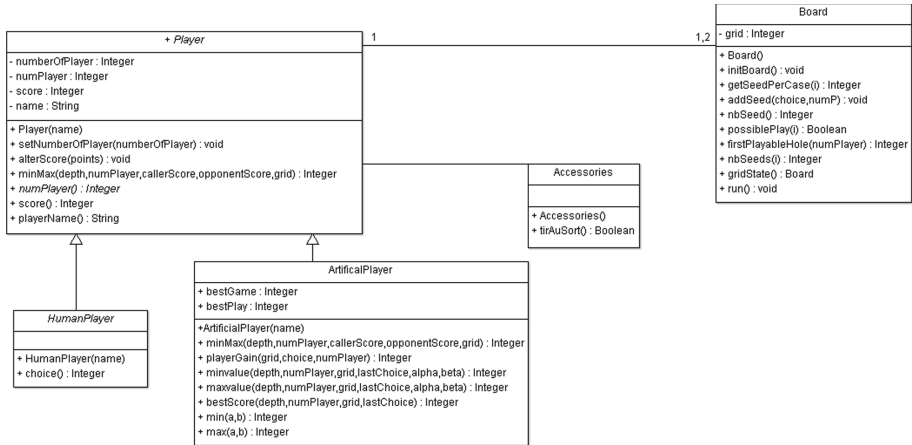 + Player
- numberOfPlayer : Integer
- numPlayer : Integer
- score : Integer
- name : String
+ Player(name)
+ setNumberOfPlayer(numberOfPlayer) : void
+ alterScore(points) : void
+ minMax(depth,numPlayer,callerScore,opponentScore,grid) : Integer
+ numPlayer() : Integer
+ score() : Integer
+ playerName() : String
1
1,2
Board
- grid : Integer
+ Board()
+ initBoard() : void
+ getSeedPerCase(i) : Integer
+ addSeed(choice,numP) : void
+ nbSeed() : Integer
+ possiblePlay(i) : Boolean
+ firstPlayableHole(numPlayer) : Integer
+ nbSeeds(i) : Integer
+ gridState() : Board
+ run() : void
Accessories
+ Accessories()
+ tirAuSort() : Boolean
HumanPlayer
+ HumanPlayer(name)
+ choice() : Integer
ArtificalPlayer
+ bestGame : Integer
+ bestPlay : Integer
+ArtificialPlayer(name)
+ minMax(depth,numPlayer,callerScore,opponentScore,grid) : Integer
+ playerGain(grid,choice,numPlayer) : Integer
+ minvalue(depth,numPlayer,grid,lastChoice,alpha,beta) : Integer
+ maxvalue(depth,numPlayer,grid,lastChoice,alpha,beta) : Integer
+ bestScore(depth,numPlayer,grid,lastChoice) : Integer
+ min(a,b) : Integer
+ max(a,b) : Integer